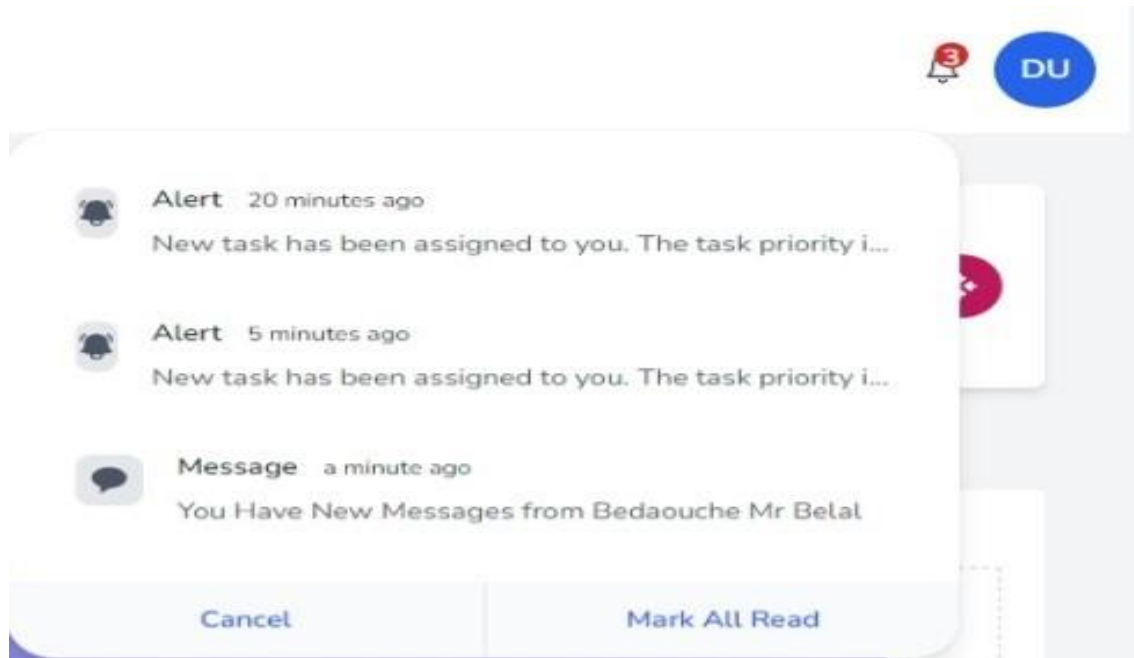 3
DU
Alert 20 minutes ago
New task has been assigned to you. The task priority i...
Alert 5 minutes ago
New task has been assigned to you. The task priority i...
Message a minute ago
You Have New Messages from Bedaouche Mr Belal
Cancel Mark All Read